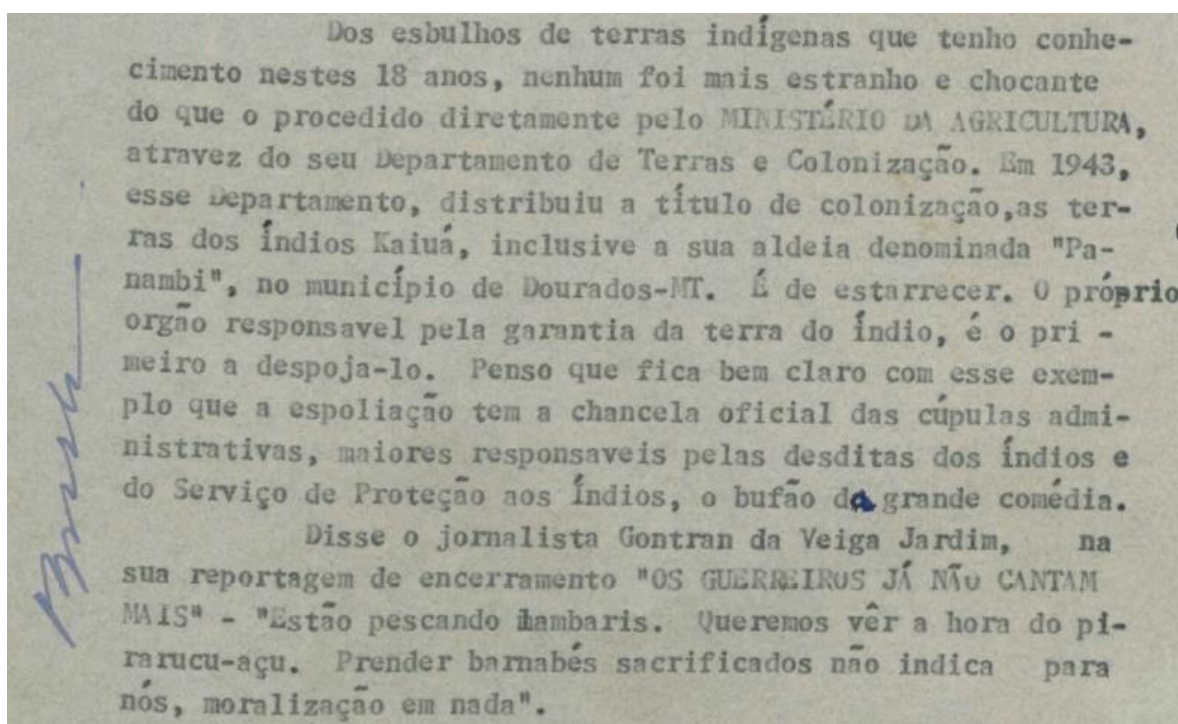 Dos esbulhos de terras indígenas que tenho conhe-
cimento nestes 18 anos, nenhum foi mais estranho e chocante
do que o procedido diretamente pelo MINISTÉRIO DA AGRICULTURA,
atravez do seu Departamento de Terras e Colonização. Em 1943,
esse Departamento, distribuiu a título de colonização,as ter-
ras dos índios Kaiuá, inclusive a sua aldeia denominada "Pa-
nambi", no município de Dourados-MT. É de estarrecer. O próprio
orgão responsavel pela garantia da terra do índio, é o pri -
meiro a despoja-lo. Penso que fica bem claro com esse exem-
plo que a espoliação tem a chancela oficial das cúpulas admi-
nistrativas, maiores responsaveis pelas desditas dos índios e
do Serviço de Proteção aos Índios, o bufão da grande comédia.
Disse o jornalista Gontran da Veiga Jardim, na
sua reportagem de encerramento "OS GUERREIROS JÁ NÃO CANTAM
MAIS" - "Estão pescando lambaris. Queremos vêr a hora do pi-
rarucu-açu. Prender barnabés sacrificados não indica para
nós, moralização em nada".